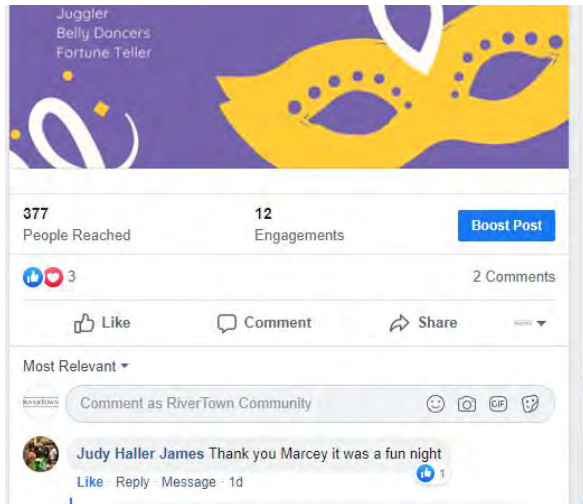 Juggler
Belly Dancers
Fortune Teller
377
People Reached
12
Engagements
Boost Post
3
2 Comments
Like
Comment
Share
Most Relevant
Comment as RiverTown Community
GIF
Judy Haller James Thank you Marcey it was a fun night
1
Like · Reply · Message · 1d